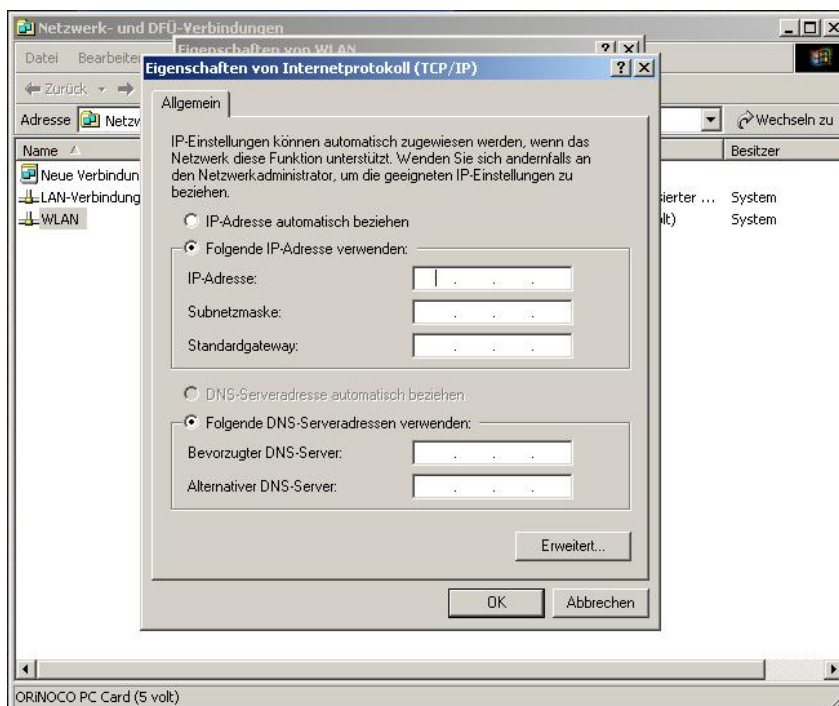 Netzwerk- und DFÜ-Verbindungen
Eigenschaften von WLAN
Datei Bearbeiten
Eigenschaften von Internetprotokoll (TCP/IP)
Zurück
Allgemein
Adresse Netzw
Wechseln zu
IP-Einstellungen können automatisch zugewiesen werden, wenn das
Netzwerk diese Funktion unterstützt. Wenden Sie sich andernfalls an
den Netzwerkadministrator, um die geeigneten IP-Einstellungen zu
beziehen.
Name
Besitzer
Neue Verbindun
LAN-Verbindung
sierter ... System
WLAN
lt) System
IP-Adresse automatisch beziehen
Folgende IP-Adresse verwenden:
IP-Adresse:
Subnetzmaske:
Standardgateway:
DNS-Serveradresse automatisch beziehen
Folgende DNS-Serveradressen verwenden:
Bevorzugter DNS-Server:
Alternativer DNS-Server:
Erweitert...
OK Abbrechen
ORiNOCO PC Card (5 volt)